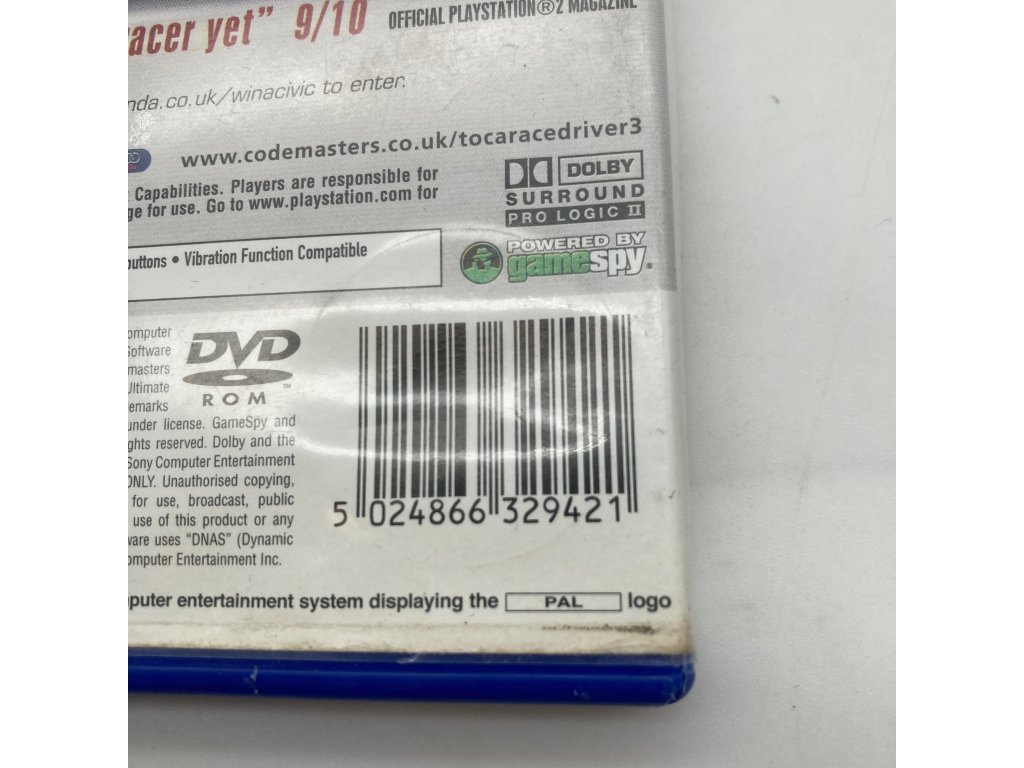 racer yet" 9/10 OFFICIAL PLAYSTATION®2 MAGAZINE
nda.co.uk/winacivic to enter.
www.codemasters.co.uk/tocaracedriver3
Capabilities. Players are responsible for
ge for use. Go to www.playstation.com for
DOLBY
SURROUND
PRO LOGIC II
buttons • Vibration Function Compatible
POWERED BY
gamespy®
omputer
Software
masters
Ultimate
emarks
DVD
ROM
under license. GameSpy and
ghts reserved. Dolby and the
Sony Computer Entertainment
ONLY. Unauthorised copying,
for use, broadcast, public
use of this product or any
ware uses "DNAS" (Dynamic
omputer Entertainment Inc.
5 024866 329421
puter entertainment system displaying the PAL logo